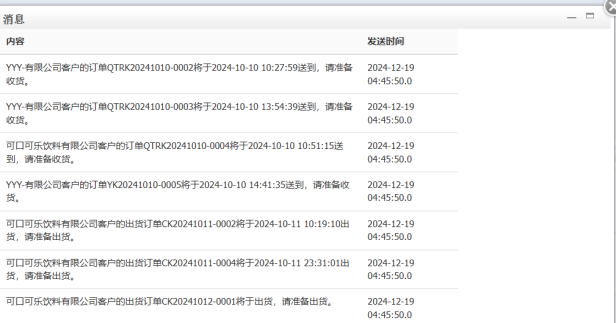 消息
内容 发送时间
YYY-有限公司客户的订单QTRK20241010-0002将于2024-10-10 10:27:59送到，请准备 2024-12-19
收货。 04:45:50.0
YYY-有限公司客户的订单QTRK20241010-0003将于2024-10-10 13:54:39送到，请准备 2024-12-19
收货。 04:45:50.0
可口可乐饮料有限公司客户的订单QTRK20241010-0004将于2024-10-10 10:51:15送 2024-12-19
到，请准备收货。 04:45:50.0
YYY-有限公司客户的订单YK20241010-0005将于2024-10-10 14:41:35送到，请准备收 2024-12-19
货。 04:45:50.0
可口可乐饮料有限公司客户的出货订单CK20241011-0002将于2024-10-11 10:19:10出 2024-12-19
货，请准备出货。 04:45:50.0
可口可乐饮料有限公司客户的出货订单CK20241011-0004将于2024-10-11 23:31:01出 2024-12-19
货，请准备出货。 04:45:50.0
可口可乐饮料有限公司客户的出货订单CK20241012-0001将于出货，请准备出货。 2024-12-19
04:45:50.0